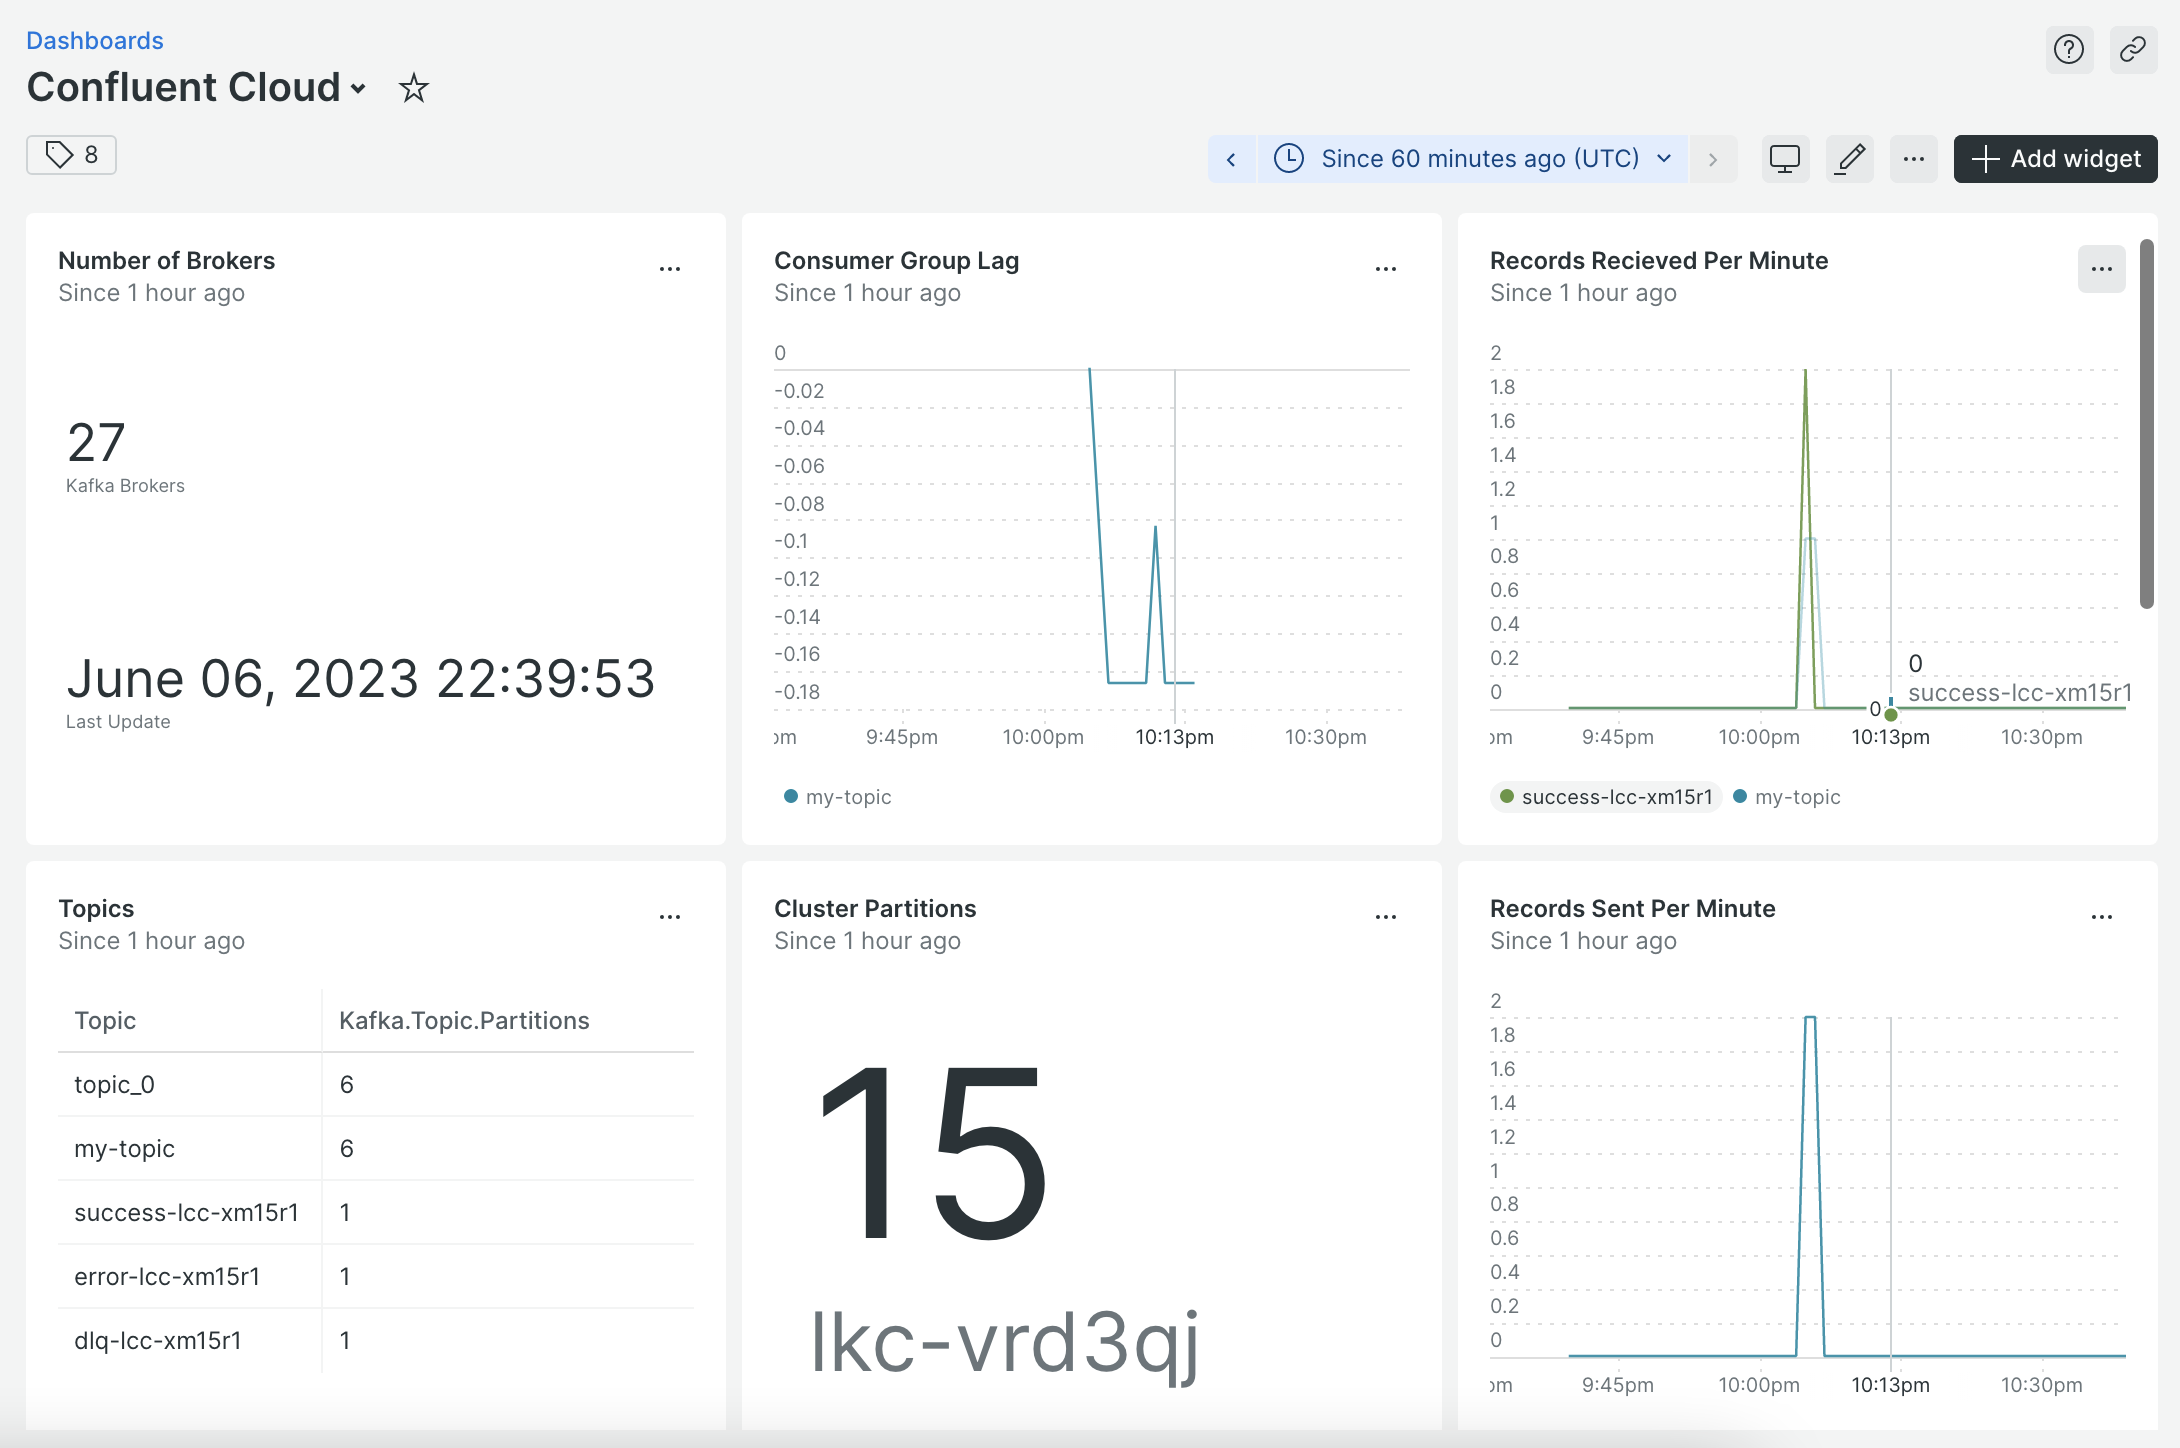 Dashboards
Confluent Cloud
8
Since 60 minutes ago (UTC)
Add widget
Number of Brokers
Since 1 hour ago
27
Kafka Brokers
June 06, 2023 22:39:53
Last Update
Consumer Group Lag
Since 1 hour ago
0
-0.02
-0.04
-0.06
-0.08
-0.1
-0.12
-0.14
-0.16
-0.18
pm 9:45pm 10:00pm 10:13pm 10:30pm
my-topic
Records Recieved Per Minute
Since 1 hour ago
2
1.8
1.6
1.4
1.2
1
0.8
0.6
0.4
0.2
0
0
success-lcc-xm15r1
0
pm 9:45pm 10:00pm 10:13pm 10:30pm
success-lcc-xm15r1 my-topic
Topics
Since 1 hour ago
Topic Kafka.Topic.Partitions
topic_0 6
my-topic 6
success-lcc-xm15r1 1
error-lcc-xm15r1 1
dlq-lcc-xm15r1 1
Cluster Partitions
Since 1 hour ago
15
lkc-vrd3qj
Records Sent Per Minute
Since 1 hour ago
2
1.8
1.6
1.4
1.2
1
0.8
0.6
0.4
0.2
0
pm 9:45pm 10:00pm 10:13pm 10:30pm